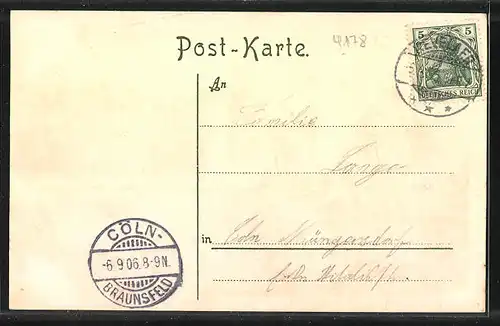 4178
Post-Karte.
5 5
DEUTSCHES REICH
An
Familie
Lange
in Cöln Müngersdorf
CÖLN-
-6.9.06.8-9N.
BRAUNSFELD